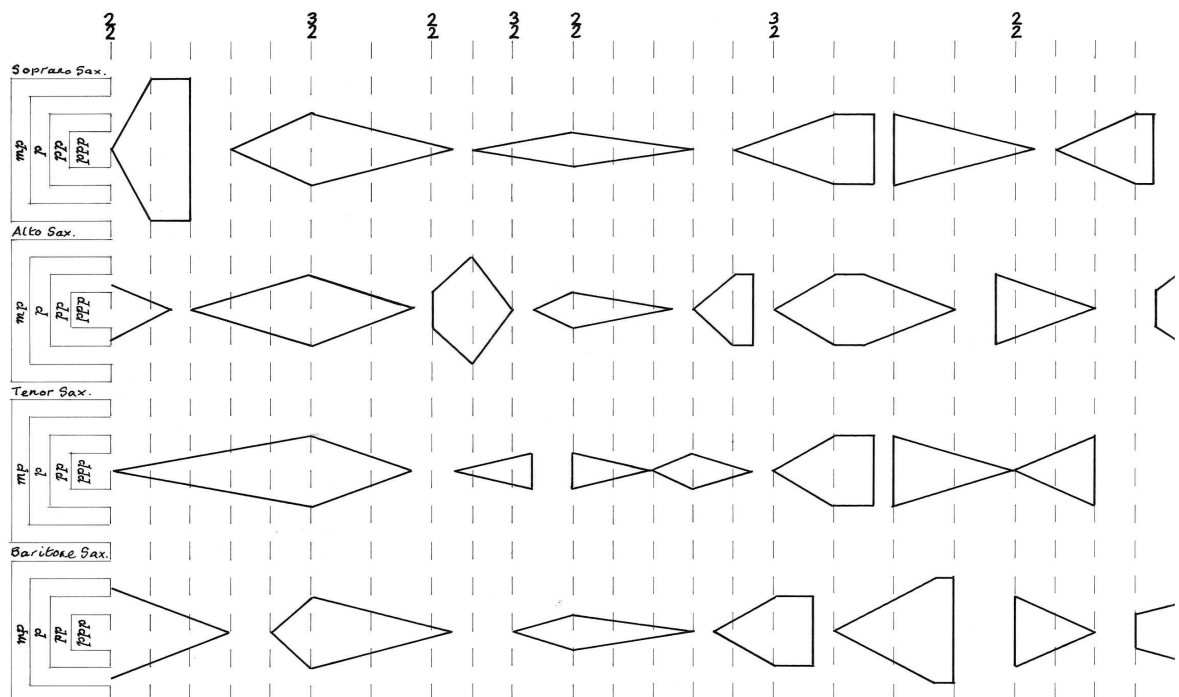 2 3 2 3 2 3 2
2 2 2 2 2 2 2
Soprano Sax.
mp p pp ppp
Alto Sax.
mp p pp ppp
Tenor Sax.
mp p pp ppp
Baritone Sax.
mp p pp ppp